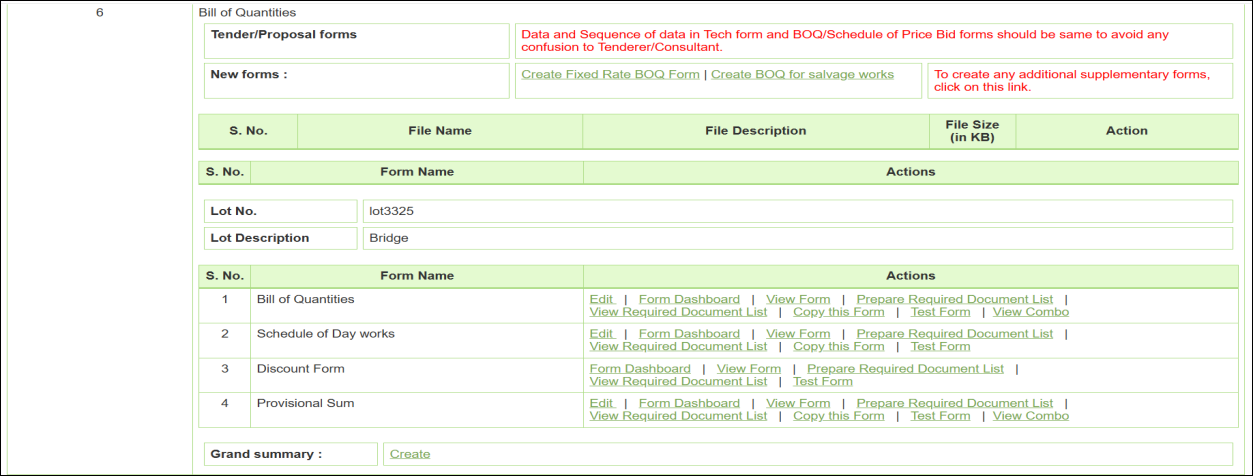 6
Bill of Quantities
Tender/Proposal forms
Data and Sequence of data in Tech form and BOQ/Schedule of Price Bid forms should be same to avoid any
confusion to Tenderer/Consultant.
New forms :
Create Fixed Rate BOQ Form | Create BOQ for salvage works
To create any additional supplementary forms,
click on this link.
S. No. File Name File Description File Size
(in KB) Action
S. No. Form Name Actions
Lot No. lot3325
Lot Description Bridge
S. No. Form Name Actions
1 Bill of Quantities Edit | Form Dashboard | View Form | Prepare Required Document List |
View Required Document List | Copy this Form | Test Form | View Combo
2 Schedule of Day works Edit | Form Dashboard | View Form | Prepare Required Document List |
View Required Document List | Copy this Form | Test Form
3 Discount Form Form Dashboard | View Form | Prepare Required Document List |
View Required Document List | Test Form
4 Provisional Sum Edit | Form Dashboard | View Form | Prepare Required Document List |
View Required Document List | Copy this Form | Test Form | View Combo
Grand summary : Create